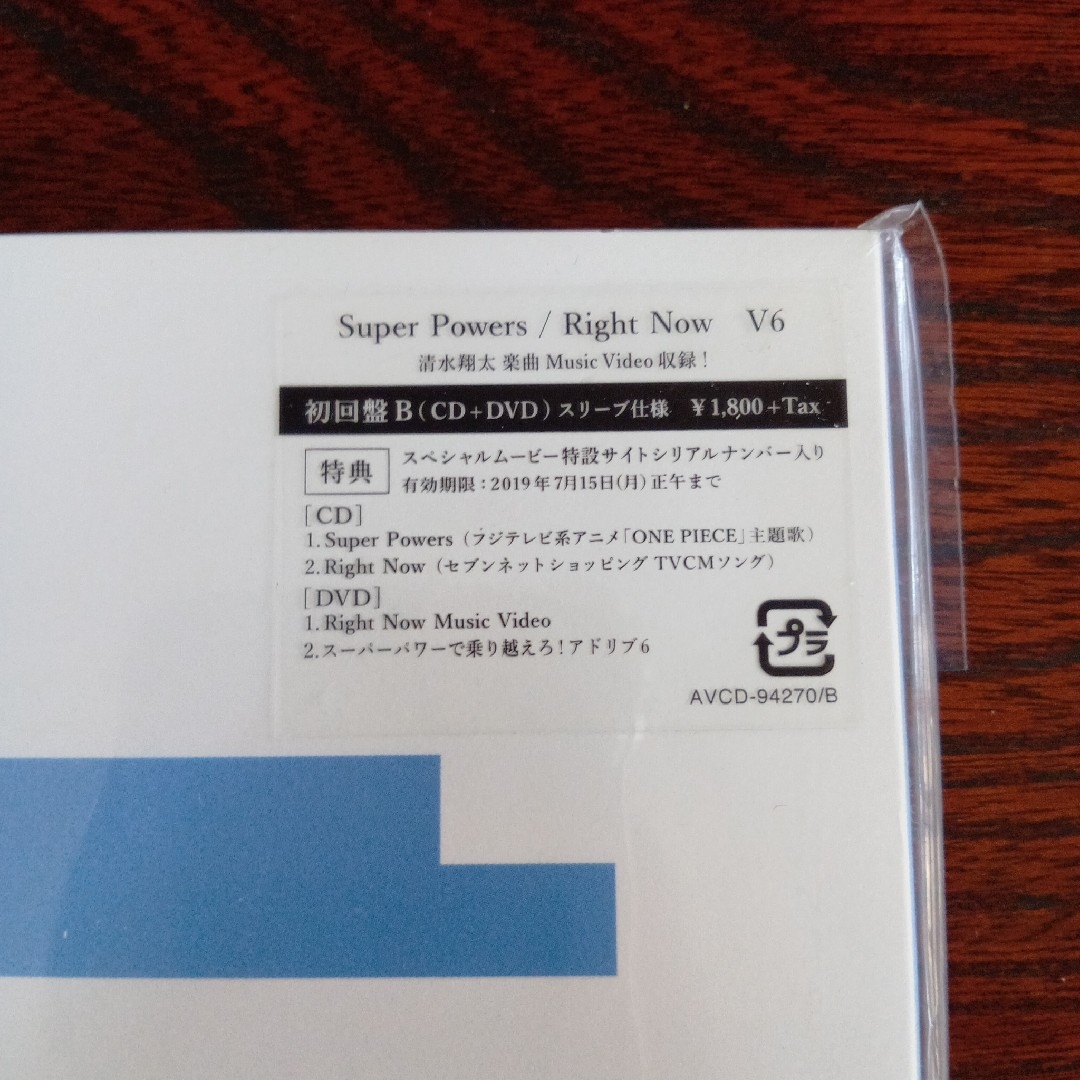 Super Powers / Right Now V6
清水翔太 楽曲 Music Video 収録！
初回盤 B（CD+DVD）スリーブ仕様 ￥1,800+Tax
特典 スペシャルムービー特設サイトシリアルナンバー入り
有効期限：2019年7月15日(月)正午まで
[CD]
1.Super Powers（フジテレビ系アニメ「ONE PIECE」主題歌）
2.Right Now（セブンネットショッピング TVCMソング）
[DVD]
1.Right Now Music Video
2.スーパーパワーで乗り越えろ！アドリブ6
プラ
AVCD-94270/B